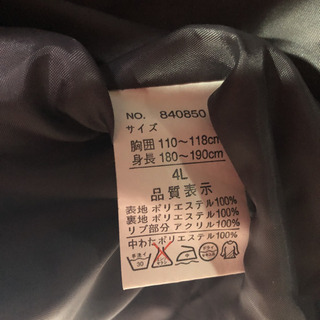 NO. 840850
サイズ
胸囲 110～118cm
身長 180～190cm
4L
品質表示
表地 ポリエステル100%
裏地 ポリエステル100%
リブ部分 アクリル100%
中わた ポリエステル100%